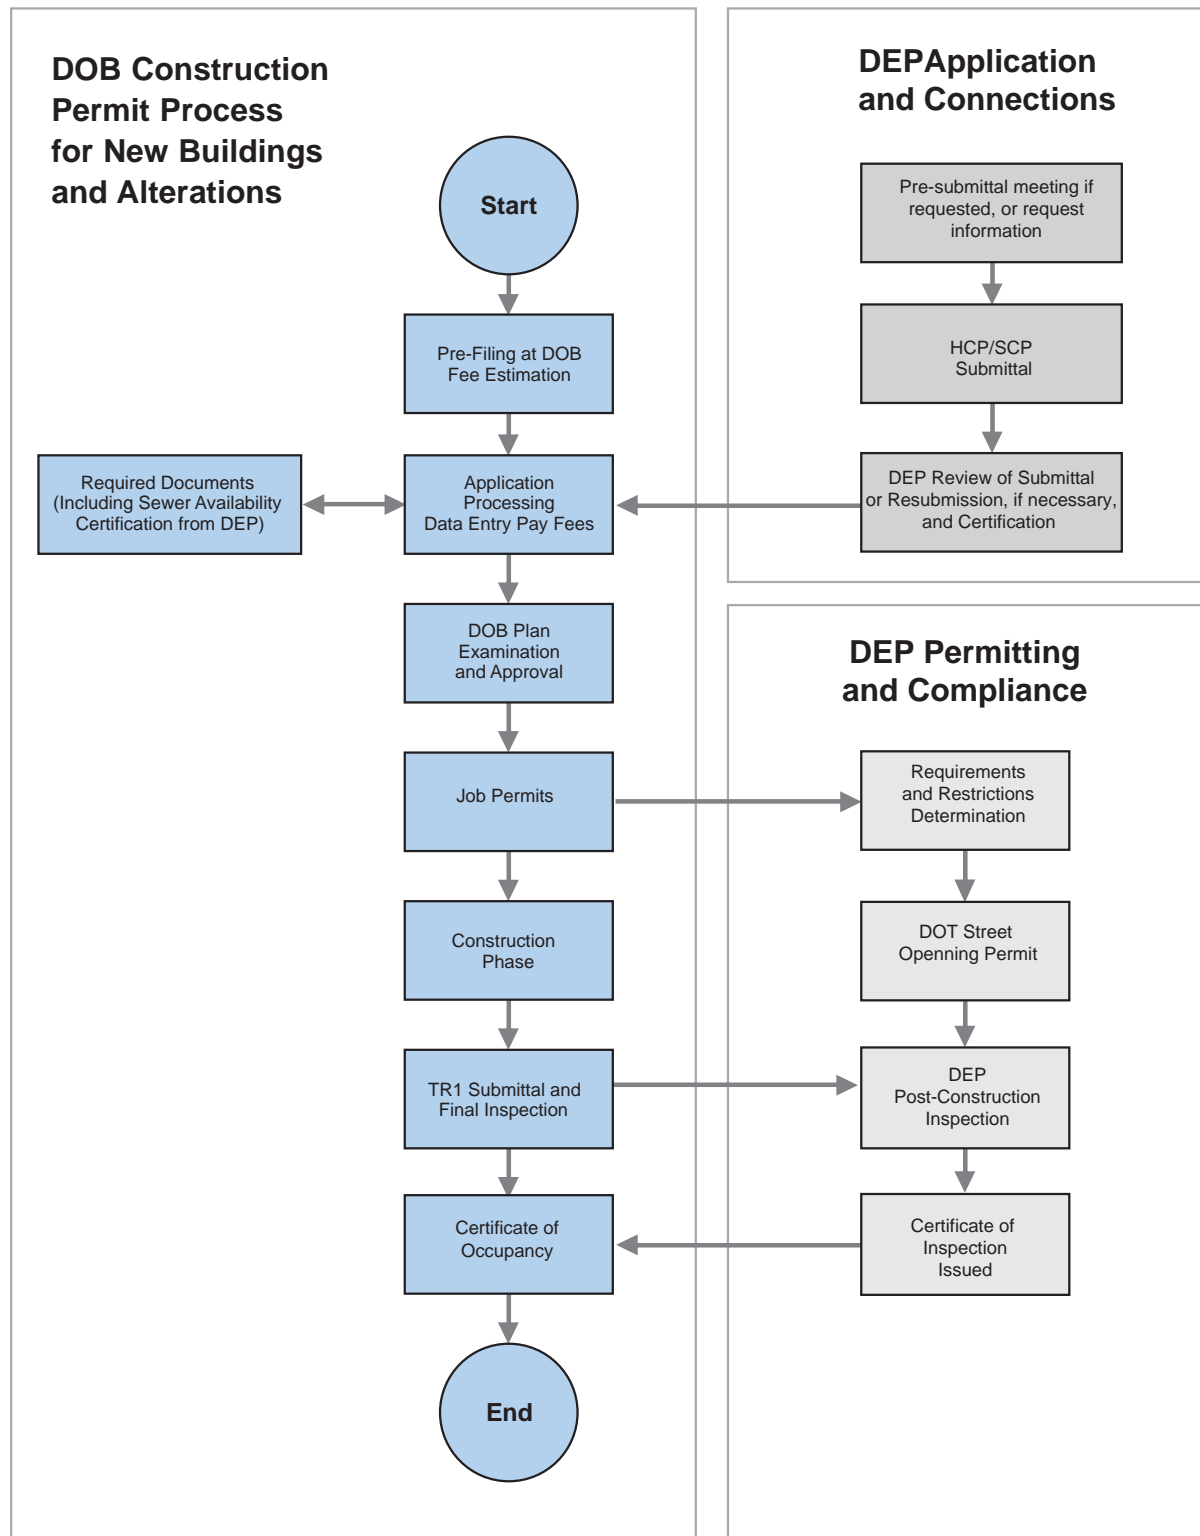 DOB Construction
Permit Process
for New Buildings
and Alterations
Start
Pre-Filing at DOB
Fee Estimation
Required Documents
(Including Sewer Availability
Certification from DEP)
Application
Processing
Data Entry Pay Fees
DOB Plan
Examination
and Approval
Job Permits
Construction
Phase
TR1 Submittal and
Final Inspection
Certificate of
Occupancy
End
DEPApplication
and Connections
Pre-submittal meeting if
requested, or request
information
HCP/SCP
Submittal
DEP Review of Submittal
or Resubmission, if necessary,
and Certification
DEP Permitting
and Compliance
Requirements
and Restrictions
Determination
DOT Street
Openning Permit
DEP
Post-Construction
Inspection
Certificate of
Inspection
Issued